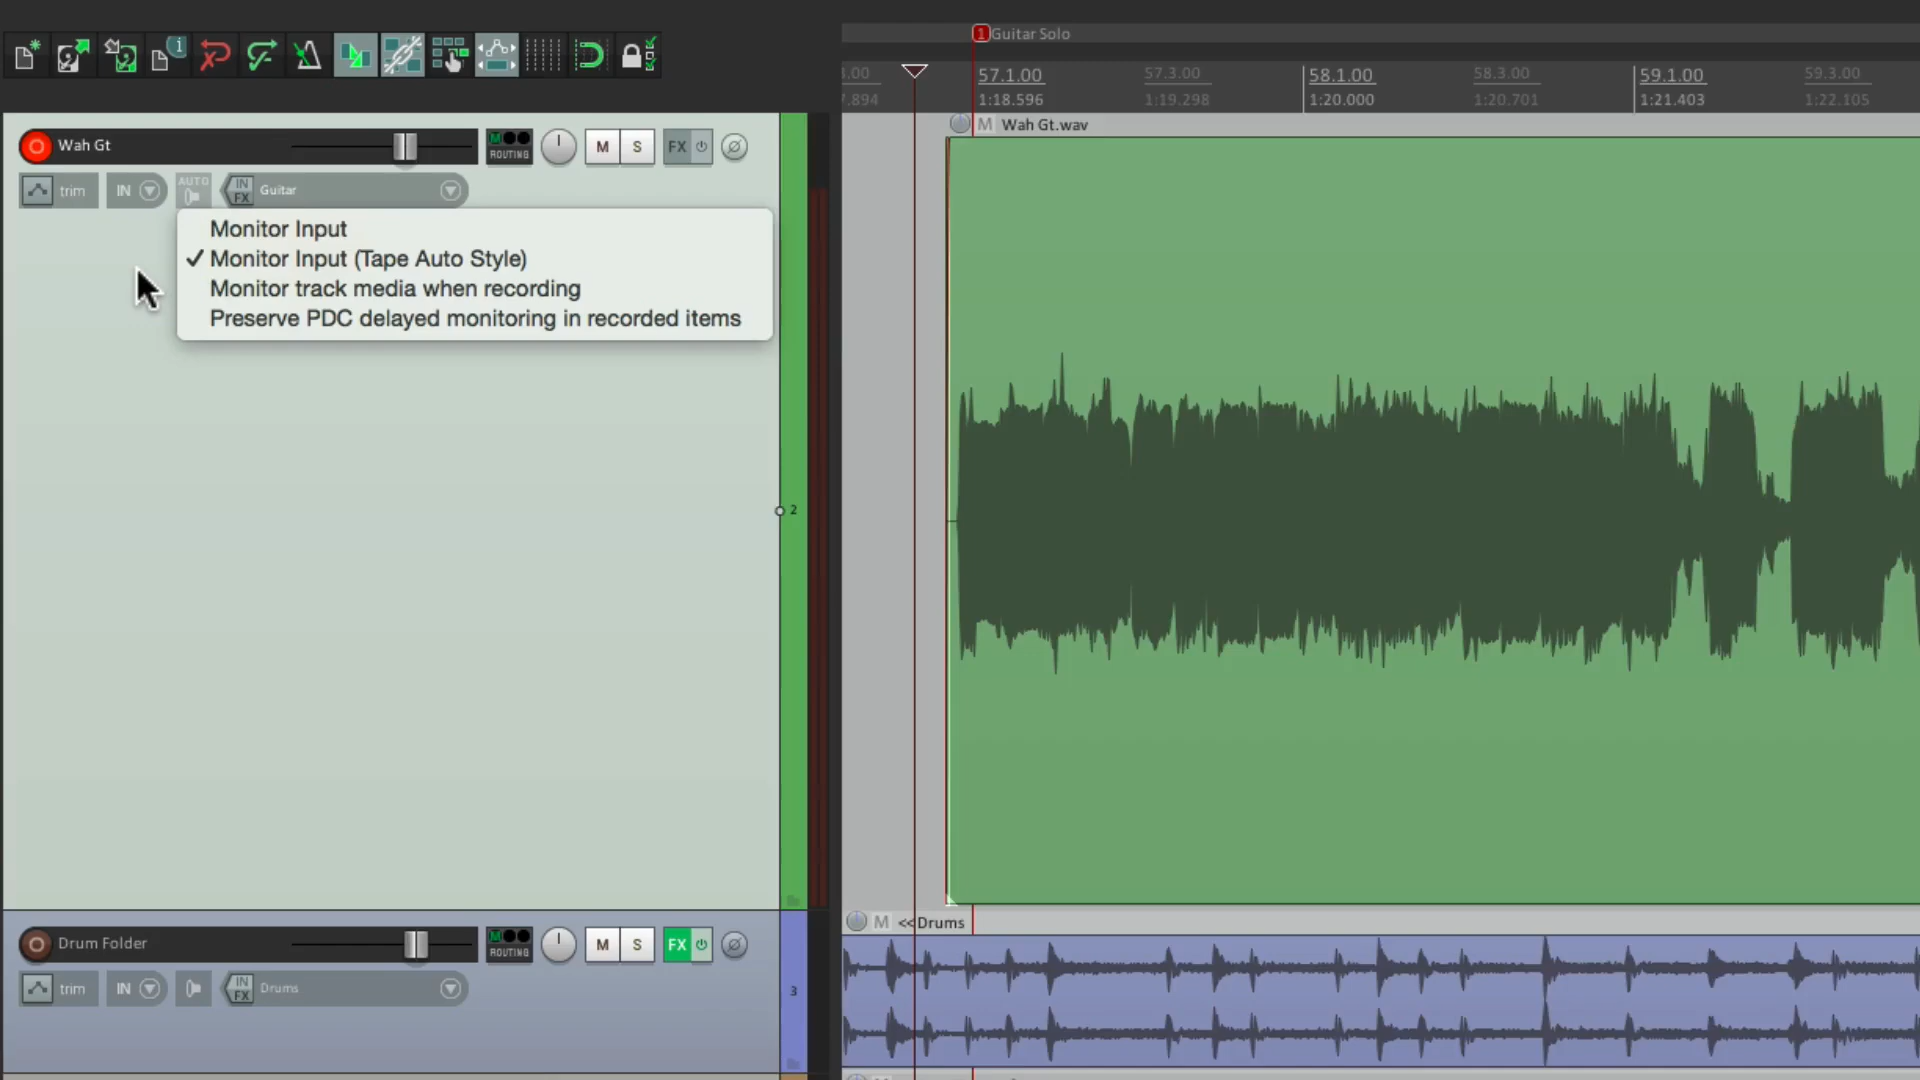 1 Guitar Solo
.00 57.1.00 57.3.00 58.1.00 58.3.00 59.1.00 59.3.00
7.894 1:18.596 1:19.298 1:20.000 1:20.701 1:21.403 1:22.105
M Wah Gt.wav
Wah Gt M ROUTING M S FX
trim IN AUTO IN FX Guitar
Monitor Input
✓ Monitor Input (Tape Auto Style)
Monitor track media when recording
Preserve PDC delayed monitoring in recorded items
2
M <<Drums
Drum Folder M ROUTING M S FX
trim IN IN FX Drums
3